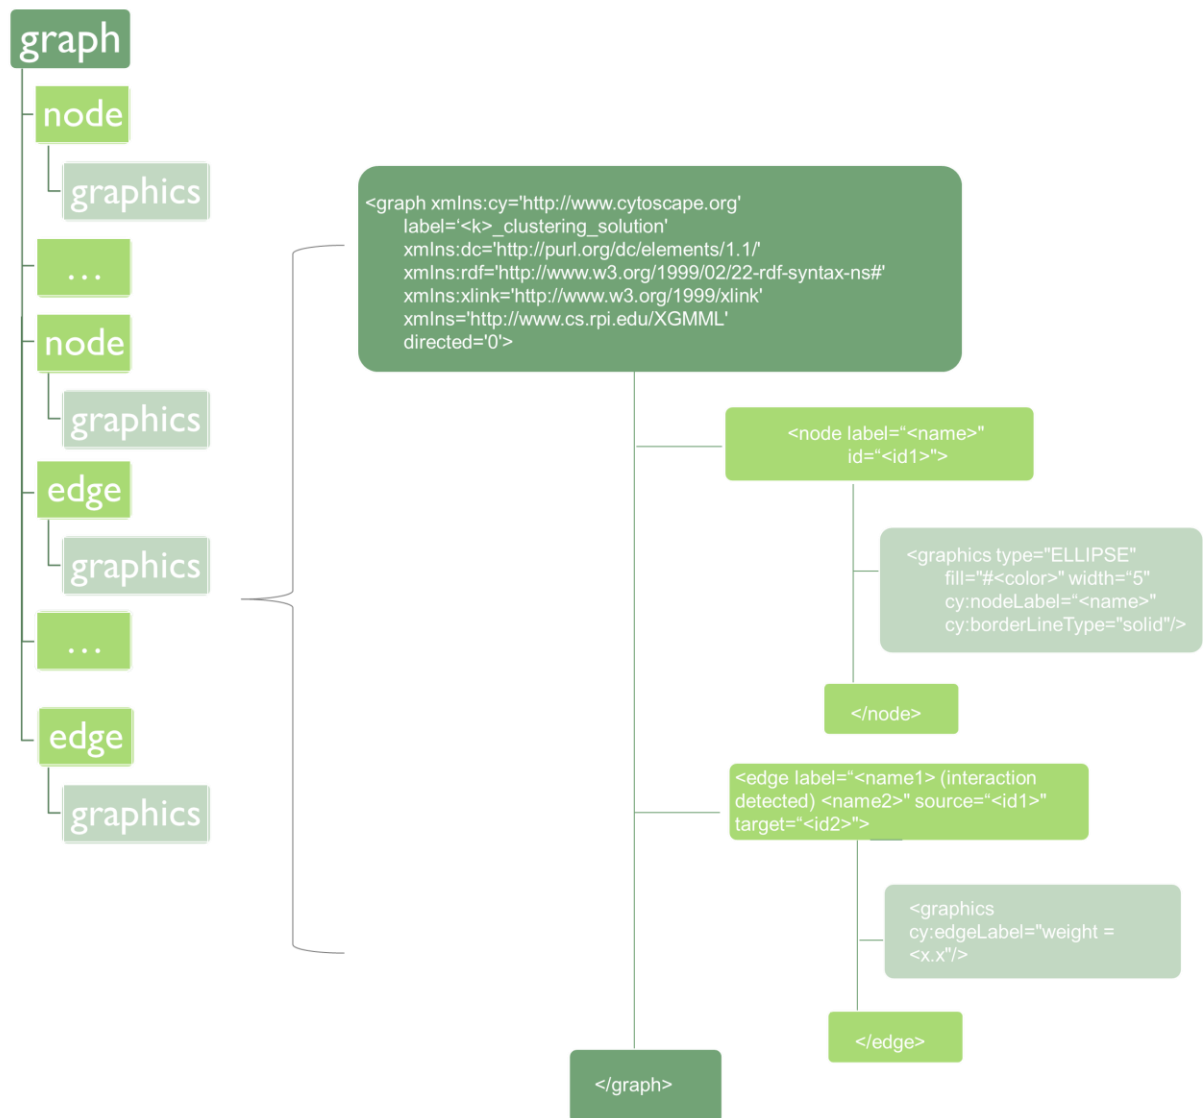 graph
node
graphics
...
node
graphics
edge
graphics
...
edge
graphics
<graph xmlns:cy='http://www.cytoscape.org'
label=‘<k>_clustering_solution'
xmlns:dc='http://purl.org/dc/elements/1.1/'
xmlns:rdf='http://www.w3.org/1999/02/22-rdf-syntax-ns#'
xmlns:xlink='http://www.w3.org/1999/xlink'
xmlns='http://www.cs.rpi.edu/XGMML'
directed='0'>
<node label=“<name>"
id=“<id1>">
<graphics type="ELLIPSE"
fill="#<color>" width=“5"
cy:nodeLabel=“<name>"
cy:borderLineType="solid"/>
</node>
<edge label=“<name1> (interaction
detected) <name2>" source=“<id1>"
target=“<id2>">
<graphics
cy:edgeLabel="weight =
<x.x"/>
</edge>
</graph>